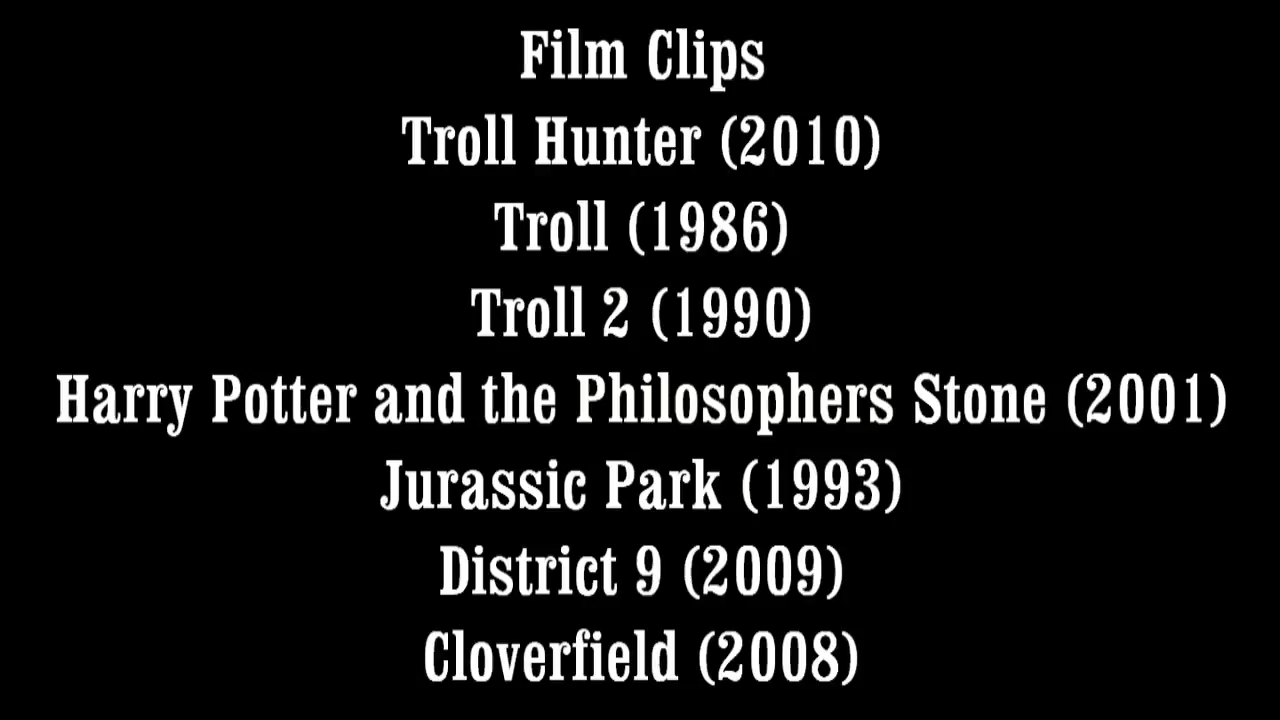 Film Clips
Troll Hunter (2010)
Troll (1986)
Troll 2 (1990)
Harry Potter and the Philosophers Stone (2001)
Jurassic Park (1993)
District 9 (2009)
Cloverfield (2008)